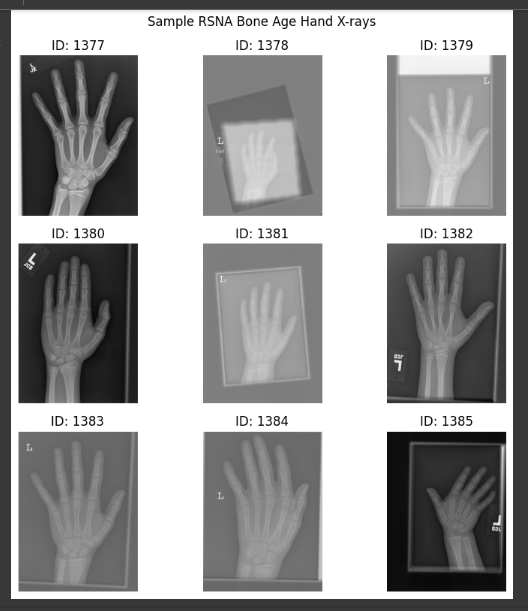 Sample RSNA Bone Age Hand X-rays
ID: 1377
ID: 1378
ID: 1379
L
L
ID: 1380
ID: 1381
ID: 1382
L
L
L
ID: 1383
ID: 1384
ID: 1385
L
L
L